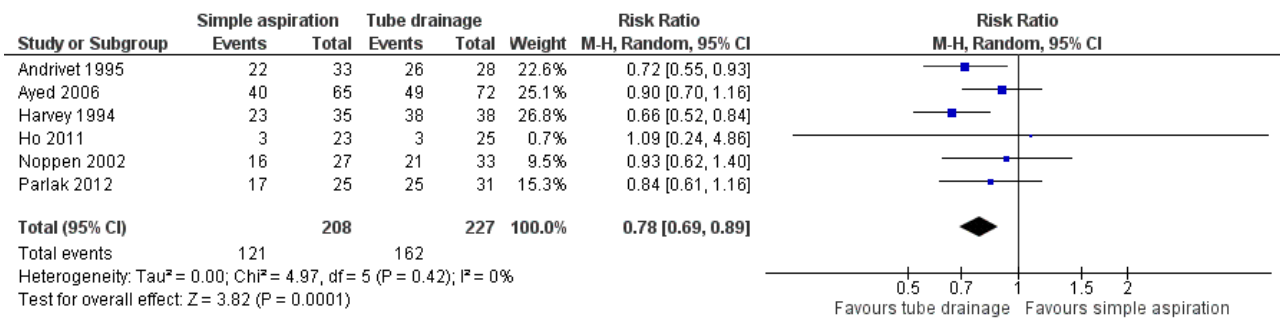 Simple aspiration Tube drainage Risk Ratio Risk Ratio
Study or Subgroup Events Total Events Total Weight M-H, Random, 95% CI M-H, Random, 95% CI
Andrivet 1995 22 33 26 28 22.6% 0.72 [0.55, 0.93]
Ayed 2006 40 65 49 72 25.1% 0.90 [0.70, 1.16]
Harvey 1994 23 35 38 38 26.8% 0.66 [0.52, 0.84]
Ho 2011 3 23 3 25 0.7% 1.09 [0.24, 4.86]
Noppen 2002 16 27 21 33 9.5% 0.93 [0.62, 1.40]
Parlak 2012 17 25 25 31 15.3% 0.84 [0.61, 1.16]
Total (95% CI) 208 227 100.0% 0.78 [0.69, 0.89]
Total events 121 162
Heterogeneity: Tau² = 0.00; Chi² = 4.97, df = 5 (P = 0.42); I² = 0%
Test for overall effect: Z = 3.82 (P = 0.0001)
0.5 0.7 1 1.5 2
Favours tube drainage Favours simple aspiration